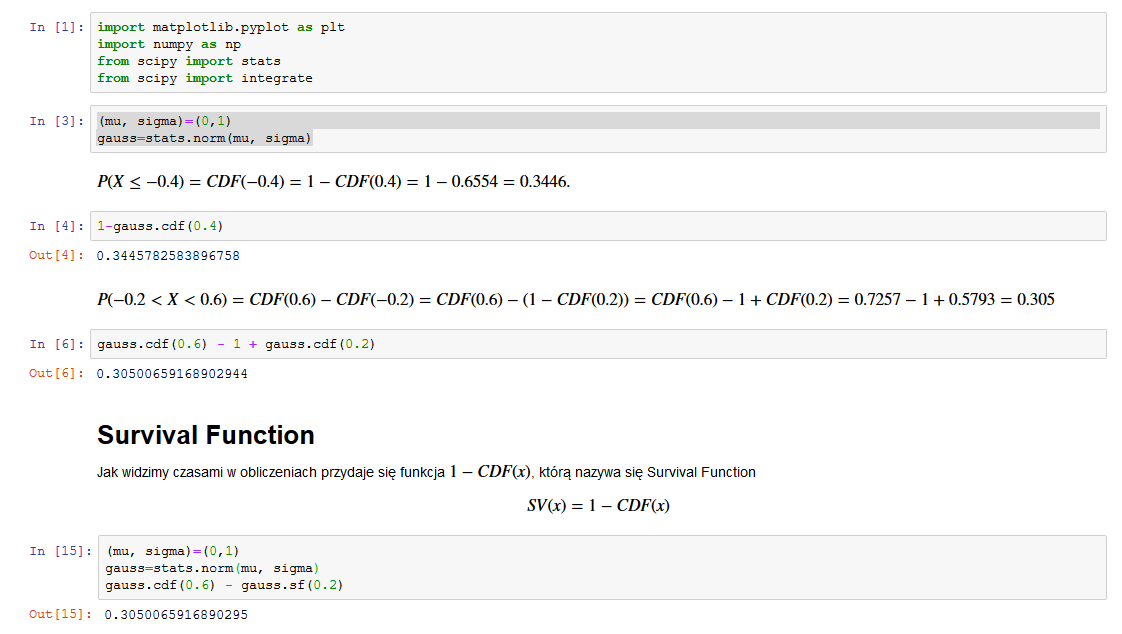 In [1]: import matplotlib.pyplot as plt
import numpy as np
from scipy import stats
from scipy import integrate
In [3]: (mu, sigma)=(0,1)
gauss=stats.norm(mu, sigma)
P(X ≤ −0.4) = CDF(−0.4) = 1 − CDF(0.4) = 1 − 0.6554 = 0.3446.
In [4]: 1-gauss.cdf(0.4)
Out[4]: 0.3445782583896758
P(−0.2 < X < 0.6) = CDF(0.6) − CDF(−0.2) = CDF(0.6) − (1 − CDF(0.2)) = CDF(0.6) − 1 + CDF(0.2) = 0.7257 − 1 + 0.5793 = 0.305
In [6]: gauss.cdf(0.6) - 1 + gauss.cdf(0.2)
Out[6]: 0.30500659168902944
Survival Function
Jak widzimy czasami w obliczeniach przydaje się funkcja 1 − CDF(x), którą nazywa się Survival Function
SV(x) = 1 − CDF(x)
In [15]: (mu, sigma)=(0,1)
gauss=stats.norm(mu, sigma)
gauss.cdf(0.6) - gauss.sf(0.2)
Out[15]: 0.3050065916890295